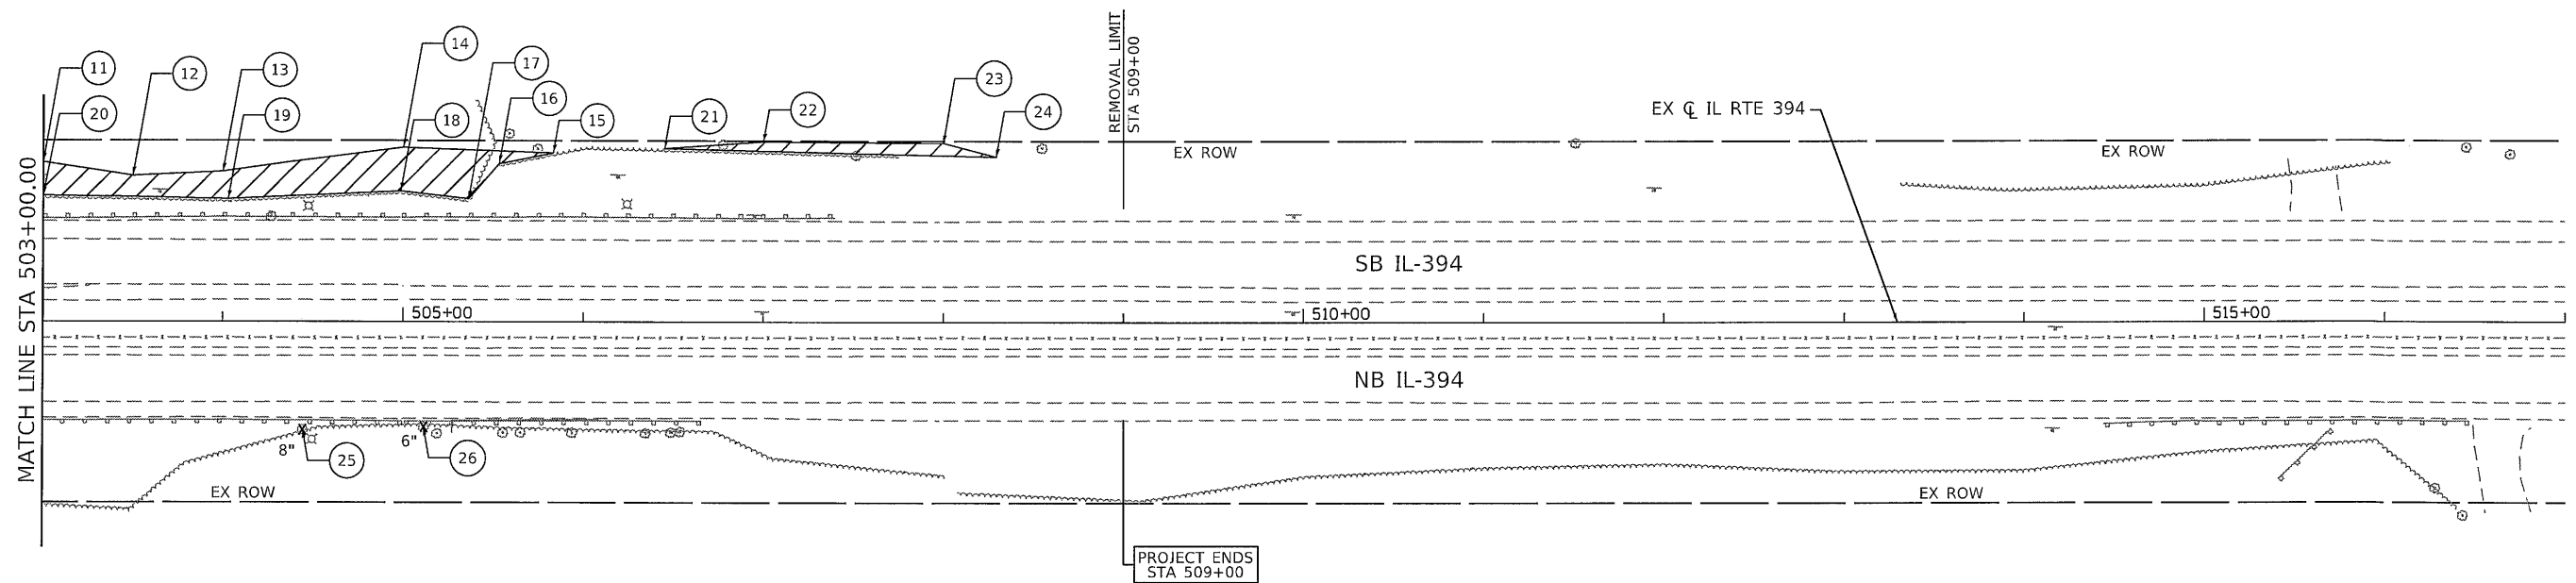 REMOVAL LIMIT
STA 509+00
14
11
12
13
17
23
16
20
19
18
15
21
22
24
EX ℄ IL RTE 394
EX ROW
EX ROW
MATCH LINE STA 503+00.00
SB IL-394
505+00
510+00
515+00
NB IL-394
8"
25
6"
26
EX ROW
EX ROW
PROJECT ENDS
STA 509+00